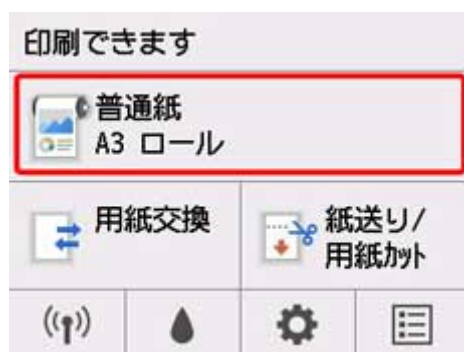 印刷できます
普通紙
A3 ロール
用紙交換
紙送り/
用紙カット